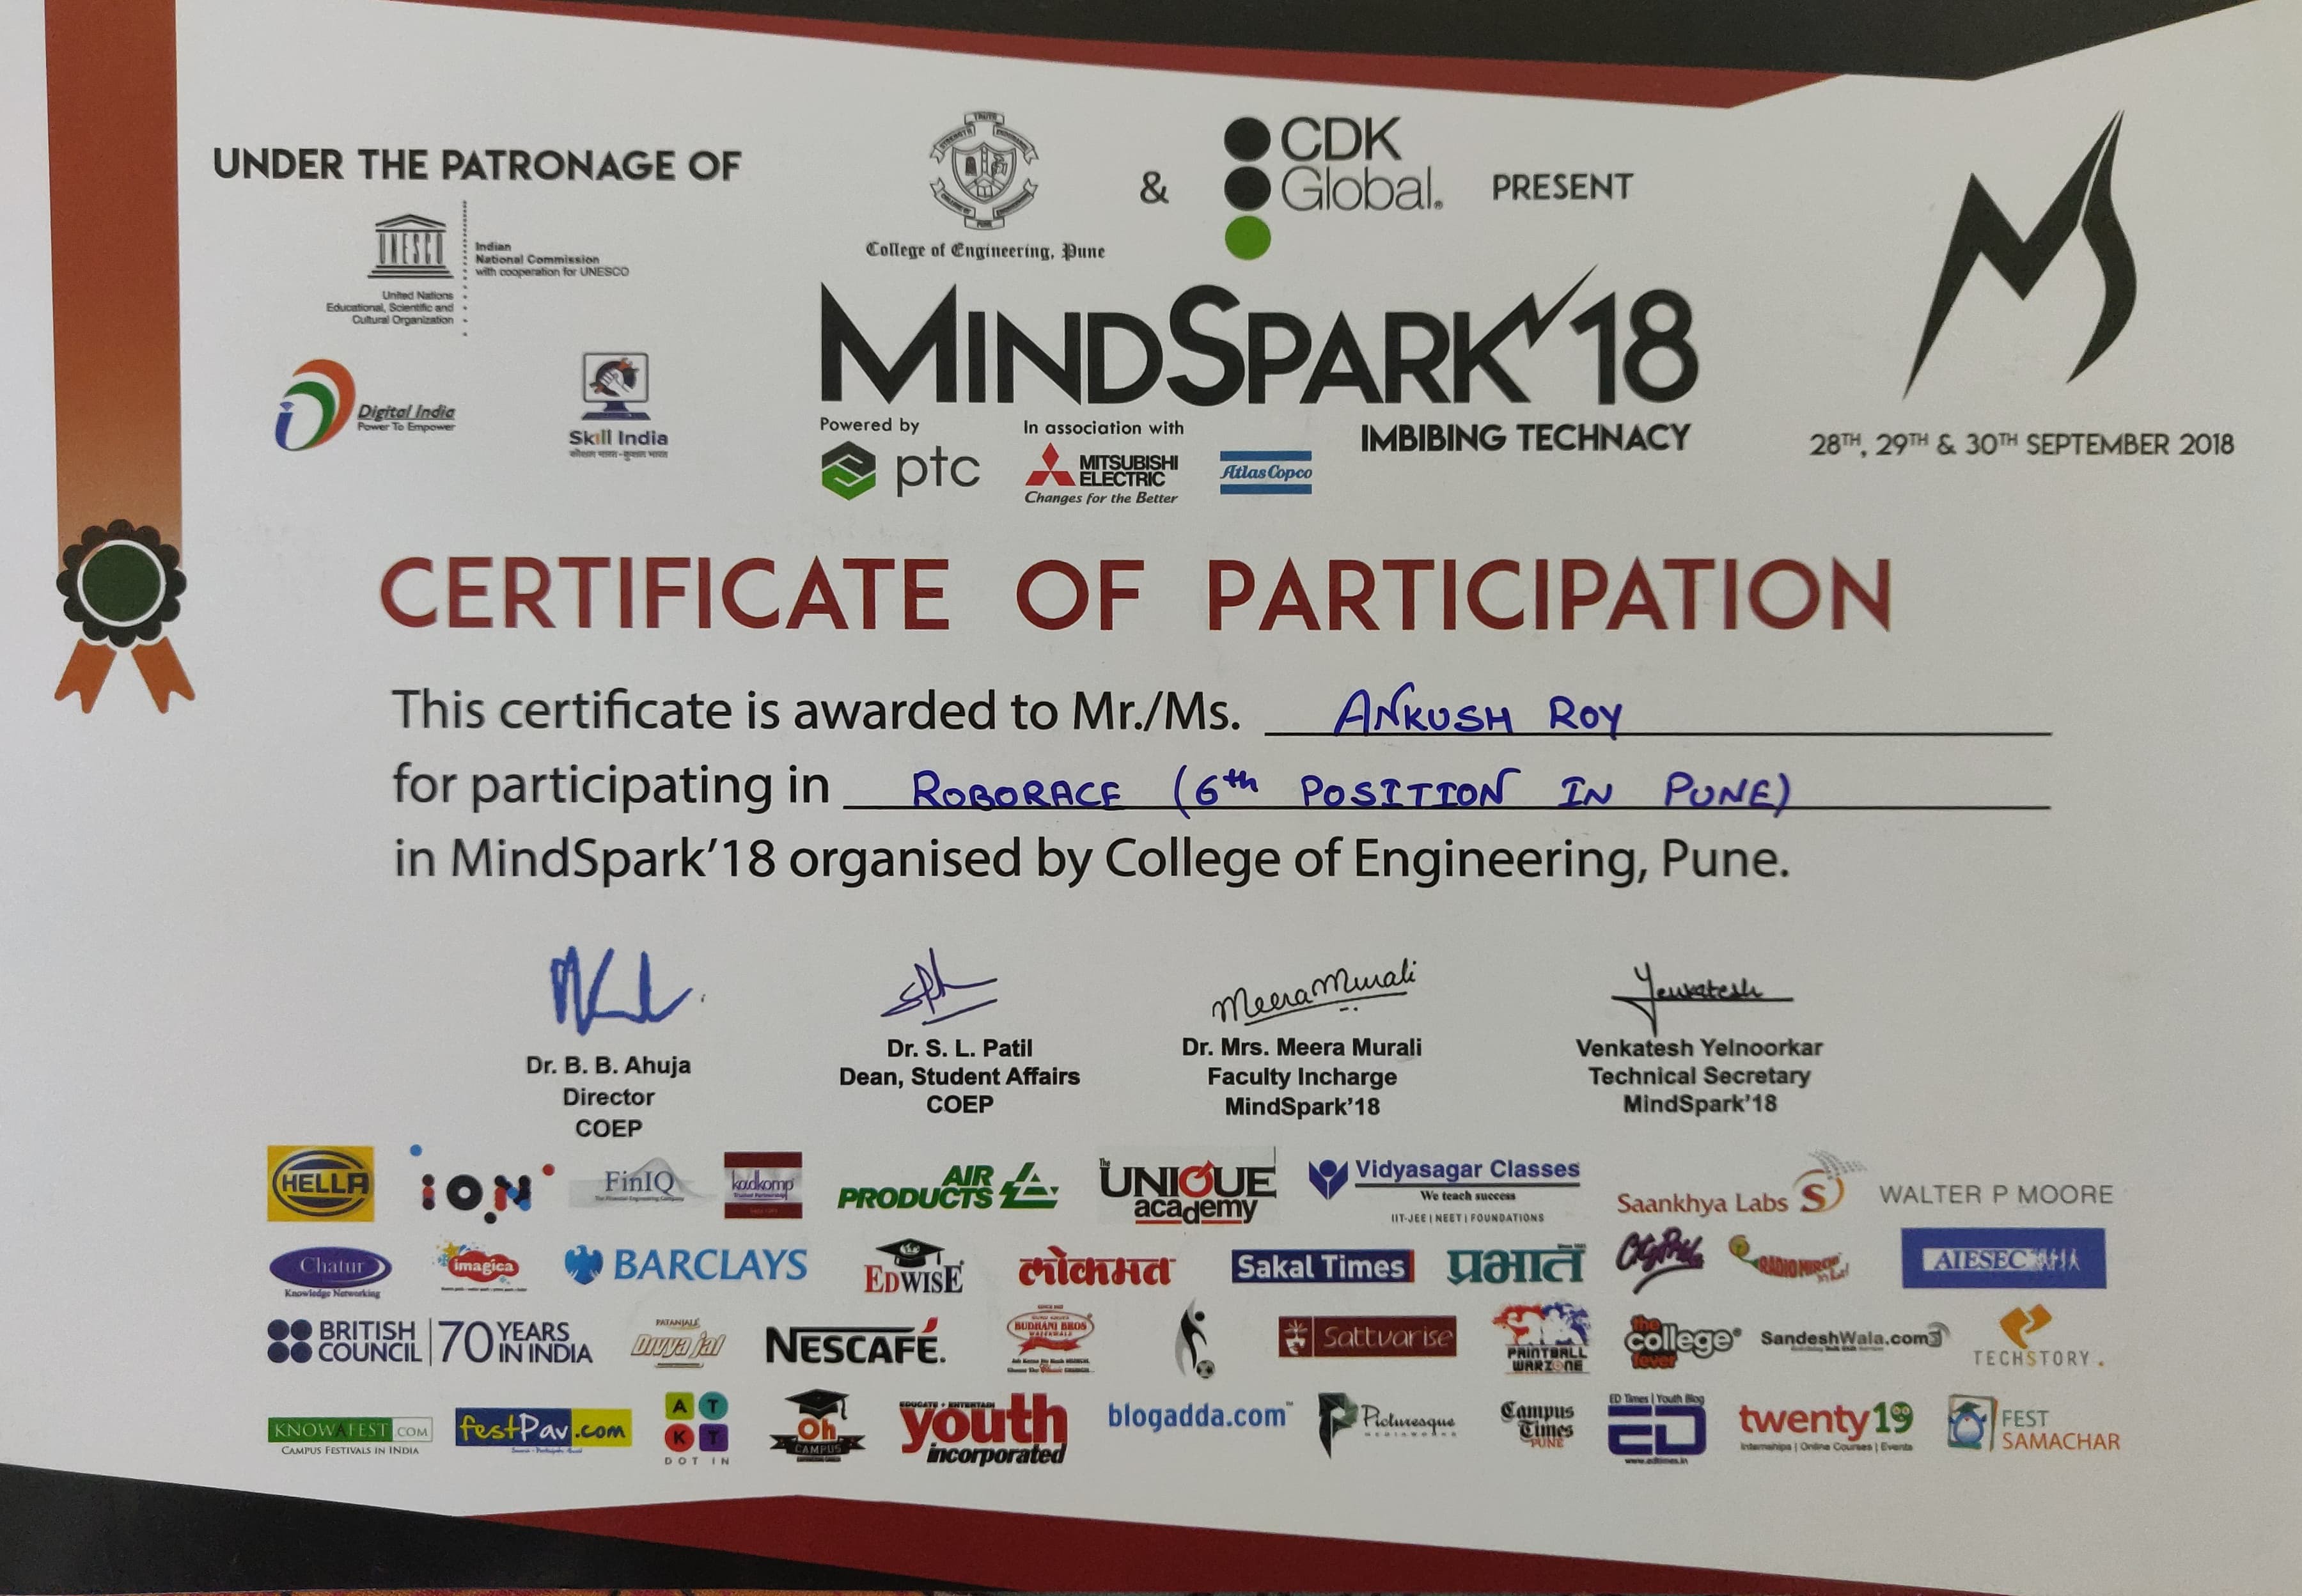 UNDER THE PATRONAGE OF
UNESCO
Indian
National Commission
with cooperation for UNESCO
United Nations
Educational, Scientific and
Cultural Organization
Digital India
Power To Empower
Skill India
कौशल भारत-कुशल भारत
College of Engineering, Pune
&
CDK
Global.
PRESENT
MINDSPARK'18
IMBIBING TECHNACY
Powered by
ptc
In association with
MITSUBISHI
ELECTRIC
Changes for the Better
Atlas Copco
28TH, 29TH & 30TH SEPTEMBER 2018
CERTIFICATE OF PARTICIPATION
This certificate is awarded to Mr./Ms. ANKUSH ROY
for participating in ROBORACE (6th POSITION IN PUNE)
in MindSpark'18 organised by College of Engineering, Pune.
Meera Murali
Venkatesh
Dr. B. B. Ahuja
Director
COEP
Dr. S. L. Patil
Dean, Student Affairs
COEP
Dr. Mrs. Meera Murali
Faculty Incharge
MindSpark'18
Venkatesh Yelnoorkar
Technical Secretary
MindSpark'18
HELLA
iON
FinIQ
kadkomp
AIR
PRODUCTS
The
UNIQUE
academy
Vidyasagar Classes
We teach success
IIT-JEE | NEET | FOUNDATIONS
Saankhya Labs
WALTER P MOORE
Chatur
Knowledge Networking
imagica
BARCLAYS
EDWISE
लोकमत
Sakal Times
प्रभात
CityPride
RADIO MIRCHI
AIESEC
BRITISH
COUNCIL
70 YEARS
IN INDIA
PATANJALI
Divya jal
NESCAFÉ.
BUDHANI BROS
WAFERWALA
Sattvarise
PAINTBALL
WARZONE
the
college
fever
SandeshWala.com
TECHSTORY.
KNOWAFEST.COM
CAMPUS FESTIVALS IN INDIA
festPav.com
A T
K T
DOT IN
Oh
CAMPUS
EDUCATE + ENTERTAIN
youth
incorporated
blogadda.com
Picturesque
MEDIAWORKS
Campus
Times
PUNE
ED Times | Youth Blog
ED
www.edtimes.in
twenty19
Internships | Online Courses | Events
FEST
SAMACHAR